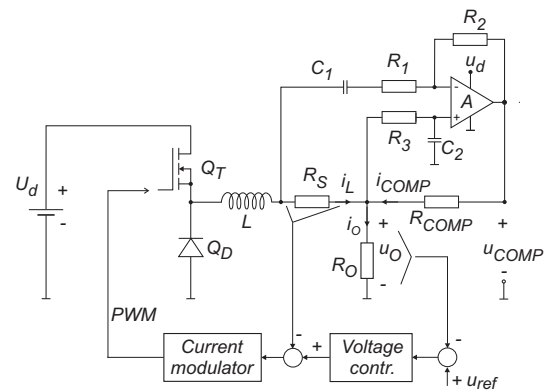 R2
C1
R1
ud
-
A
+
R3
C2
QT
Ud
+
-
RS
iL
iCOMP
L
RCOMP
iO
+
uO
-
RO
+
uCOMP
-
QD
PWM
Current
modulator
-
+
Voltage
contr.
-
+ uref